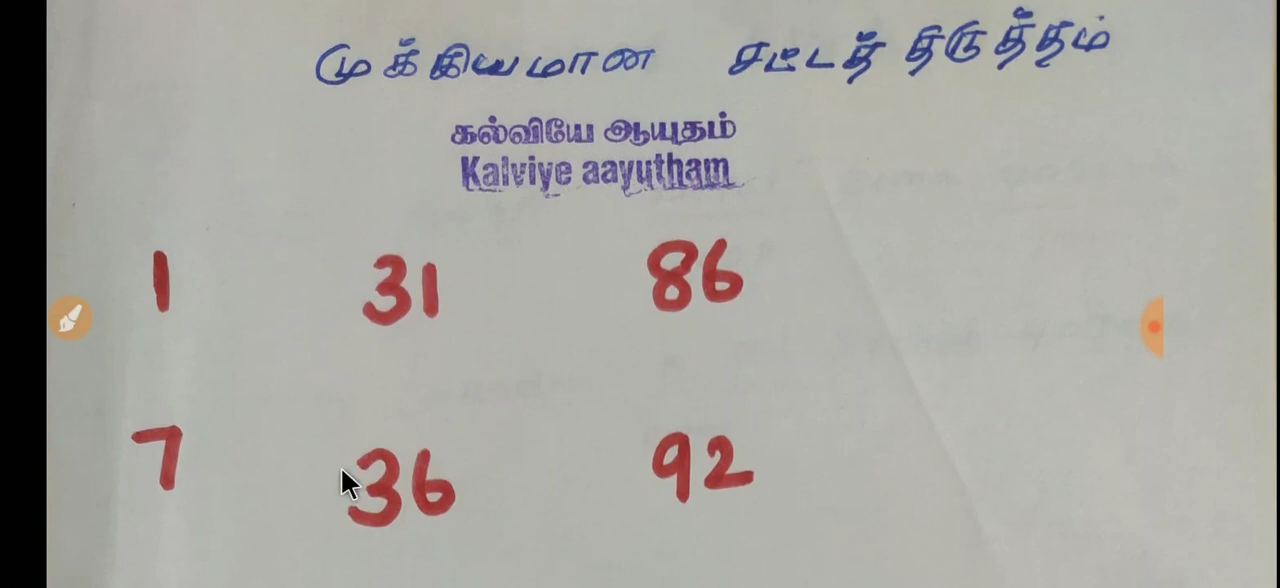 முக்கியமான சட்டத் திருத்தம்
கல்வியே ஆயுதம்
Kalviye aayutham
1 31 86
7 36 92